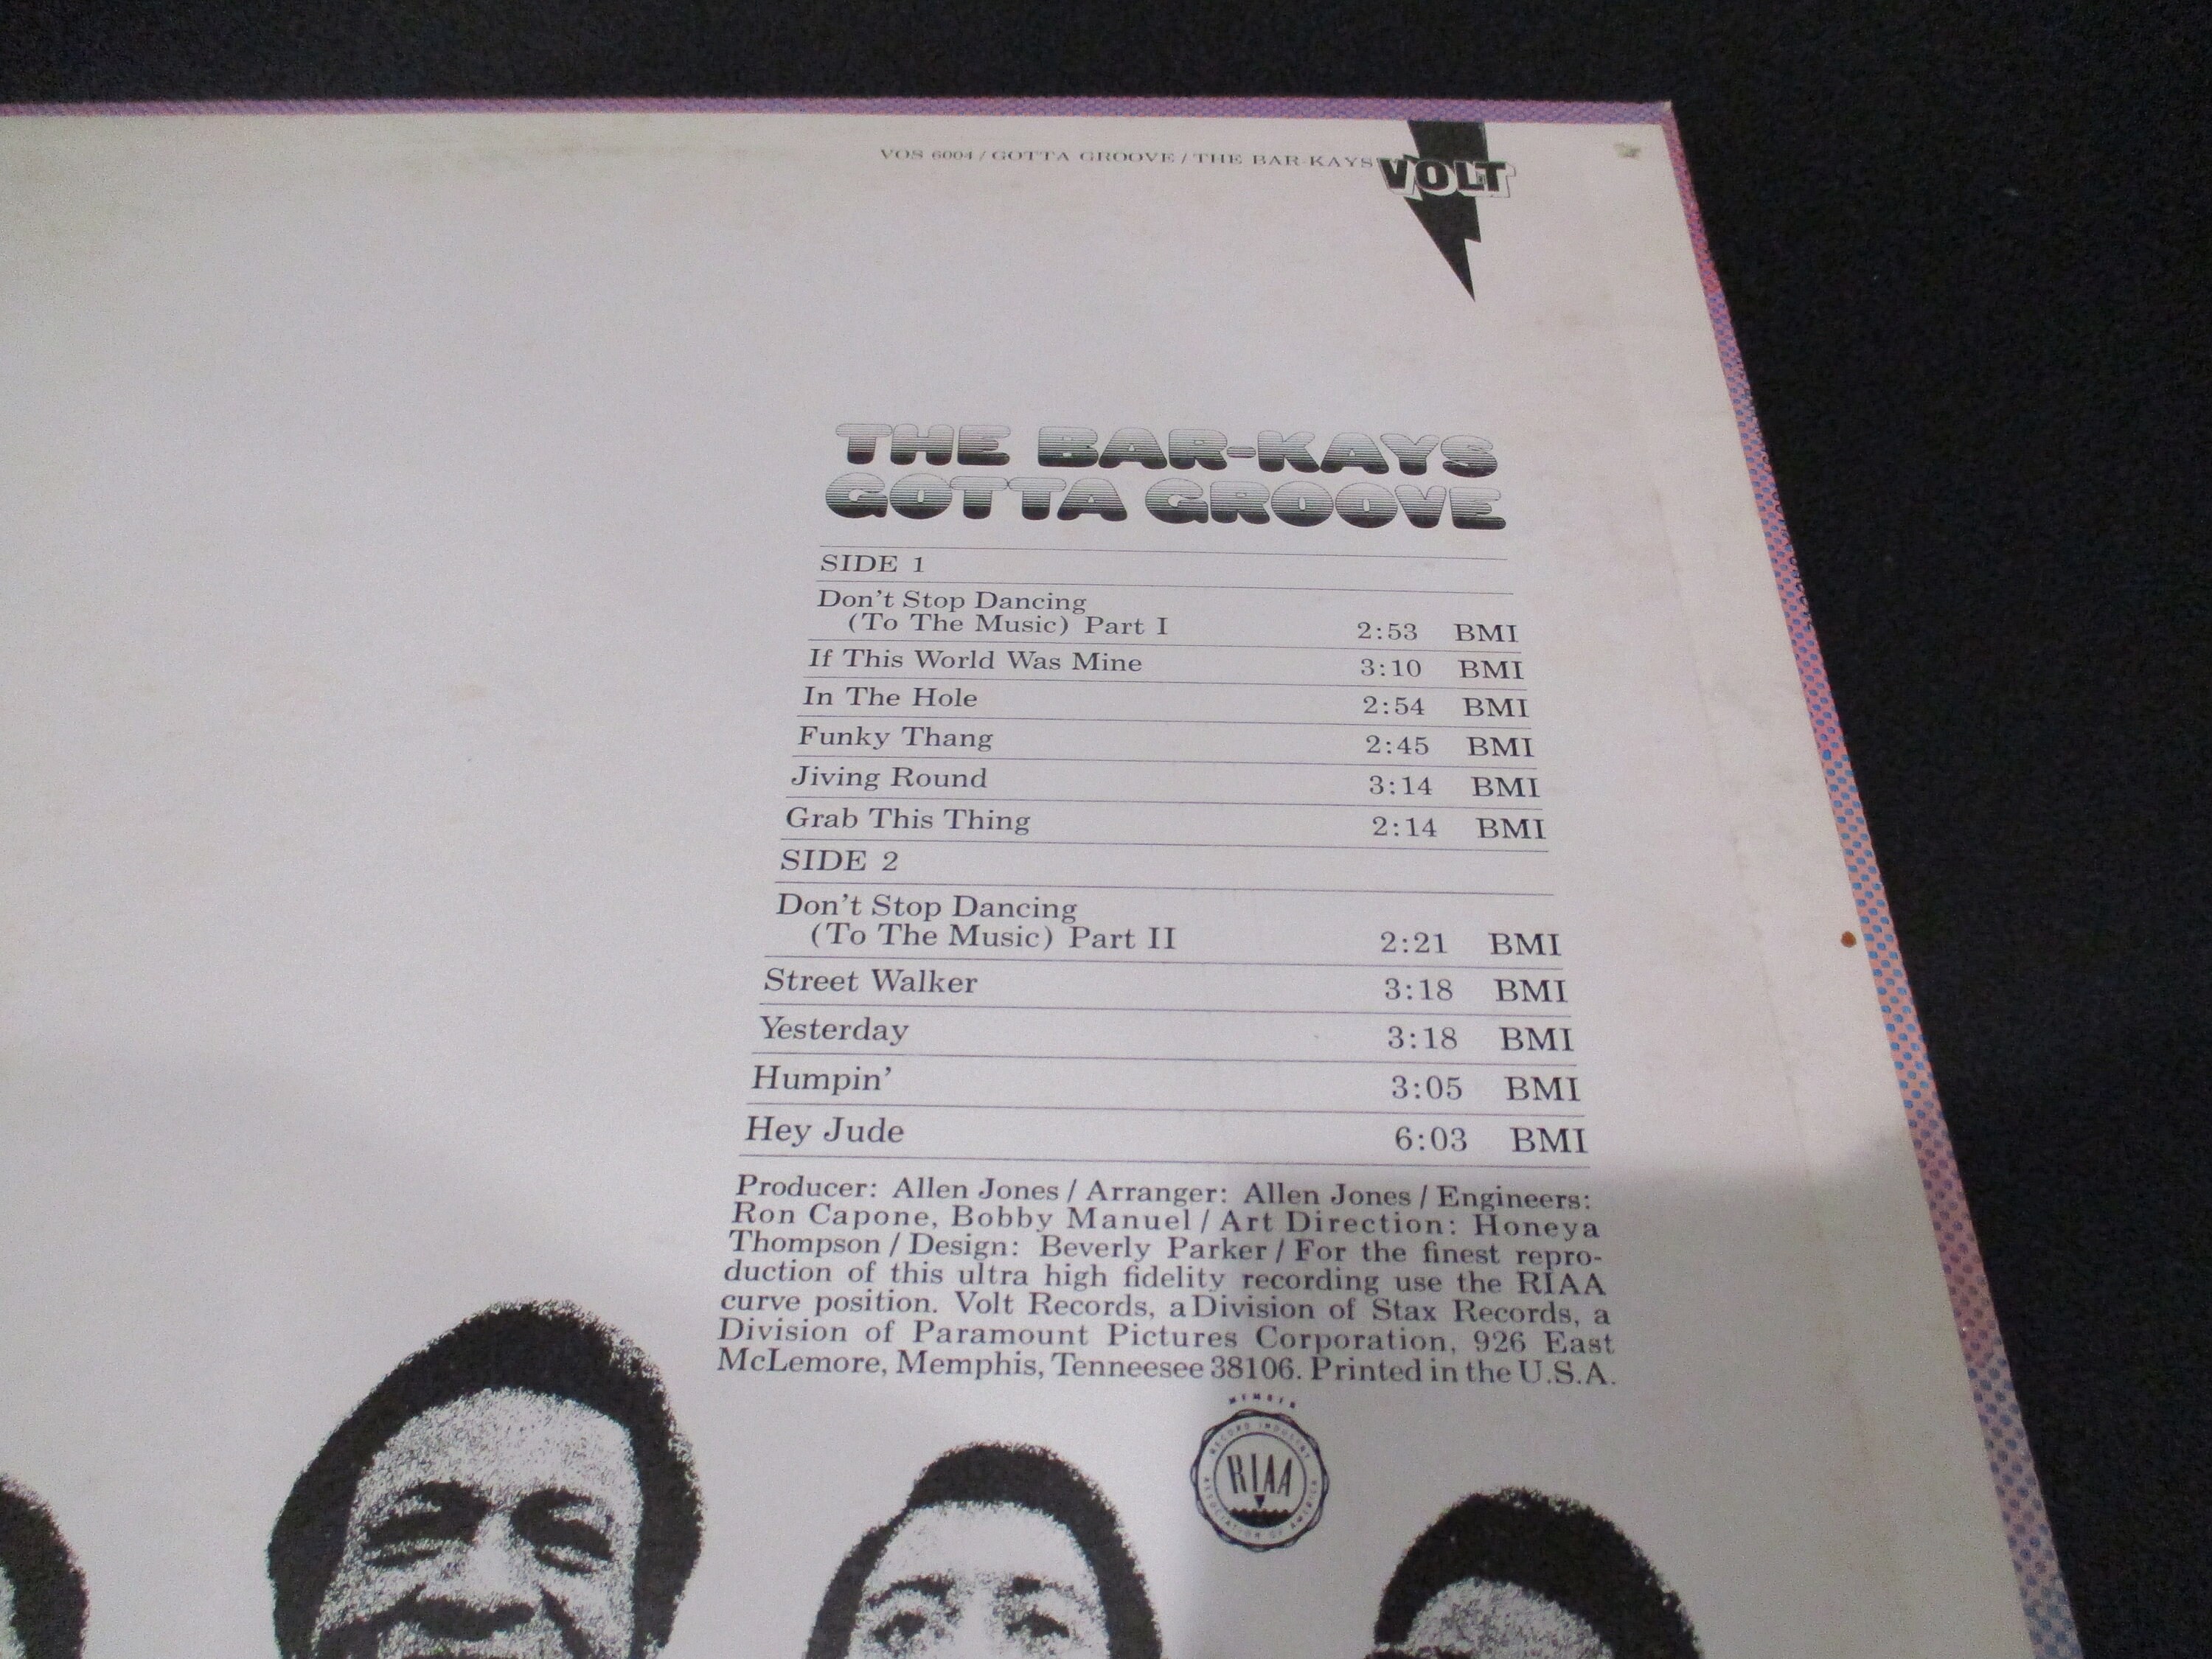 VOS 6004 / GOTTA GROOVE / THE BAR-KAYS
VOLT
THE BAR-KAYS
GOTTA GROOVE
SIDE 1
Don't Stop Dancing
(To The Music) Part I 2:53 BMI
If This World Was Mine 3:10 BMI
In The Hole 2:54 BMI
Funky Thang 2:45 BMI
Jiving Round 3:14 BMI
Grab This Thing 2:14 BMI
SIDE 2
Don't Stop Dancing
(To The Music) Part II 2:21 BMI
Street Walker 3:18 BMI
Yesterday 3:18 BMI
Humpin' 3:05 BMI
Hey Jude 6:03 BMI
Producer: Allen Jones / Arranger: Allen Jones / Engineers:
Ron Capone, Bobby Manuel / Art Direction: Honeya
Thompson / Design: Beverly Parker / For the finest repro-
duction of this ultra high fidelity recording use the RIAA
curve position. Volt Records, a Division of Stax Records, a
Division of Paramount Pictures Corporation, 926 East
McLemore, Memphis, Tenneesee 38106. Printed in the U.S.A.
MEMBER
RECORD INDUSTRY
RIAA
ASSOCIATION OF AMERICA